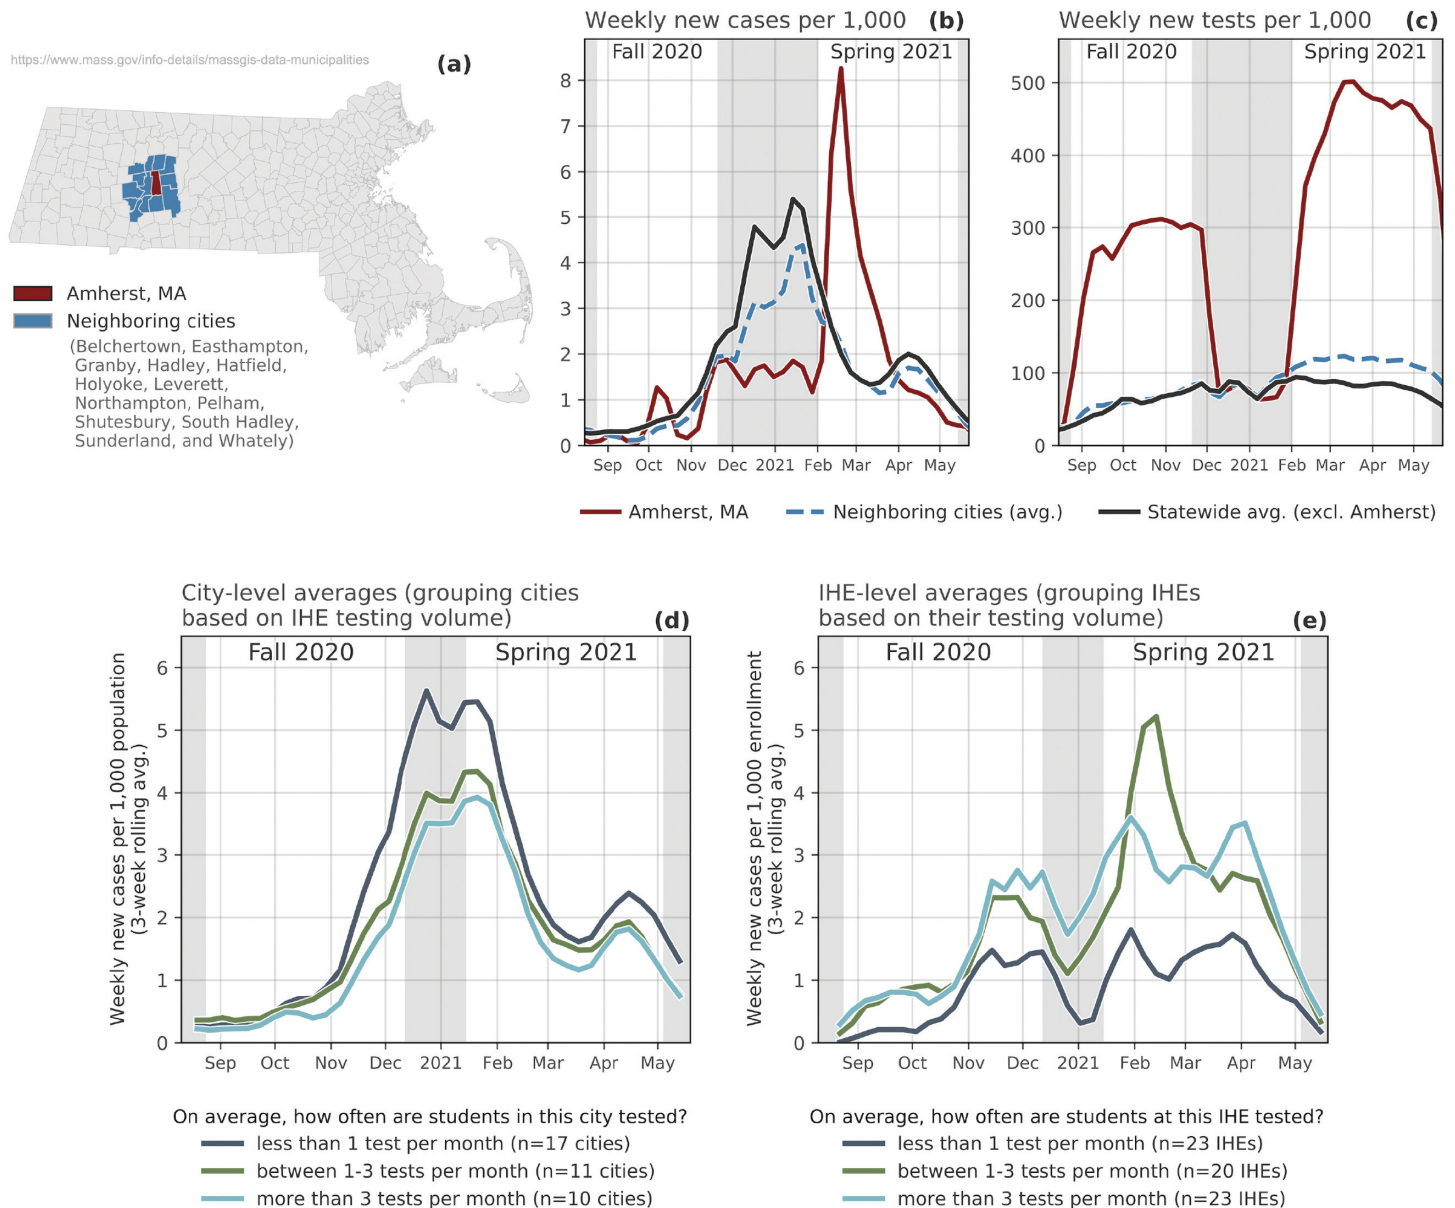 https://www.mass.gov/info-details/massgis-data-municipalities
(a)
Amherst, MA
Neighboring cities
(Belchertown, Easthampton,
Granby, Hadley, Hatfield,
Holyoke, Leverett,
Northampton, Pelham,
Shutesbury, South Hadley,
Sunderland, and Whately)
Weekly new cases per 1,000 (b)
Fall 2020 Spring 2021
8
7
6
5
4
3
2
1
0
Sep Oct Nov Dec 2021 Feb Mar Apr May
Weekly new tests per 1,000 (c)
Fall 2020 Spring 2021
500
400
300
200
100
0
Sep Oct Nov Dec 2021 Feb Mar Apr May
Amherst, MA Neighboring cities (avg.) Statewide avg. (excl. Amherst)
City-level averages (grouping cities
based on IHE testing volume) (d)
Fall 2020 Spring 2021
Weekly new cases per 1,000 population
(3-week rolling avg.)
6
5
4
3
2
1
0
Sep Oct Nov Dec 2021 Feb Mar Apr May
On average, how often are students in this city tested?
less than 1 test per month (n=17 cities)
between 1-3 tests per month (n=11 cities)
more than 3 tests per month (n=10 cities)
IHE-level averages (grouping IHEs
based on their testing volume) (e)
Fall 2020 Spring 2021
Weekly new cases per 1,000 enrollment
(3-week rolling avg.)
6
5
4
3
2
1
0
Sep Oct Nov Dec 2021 Feb Mar Apr May
On average, how often are students at this IHE tested?
less than 1 test per month (n=23 IHEs)
between 1-3 tests per month (n=20 IHEs)
more than 3 tests per month (n=23 IHEs)